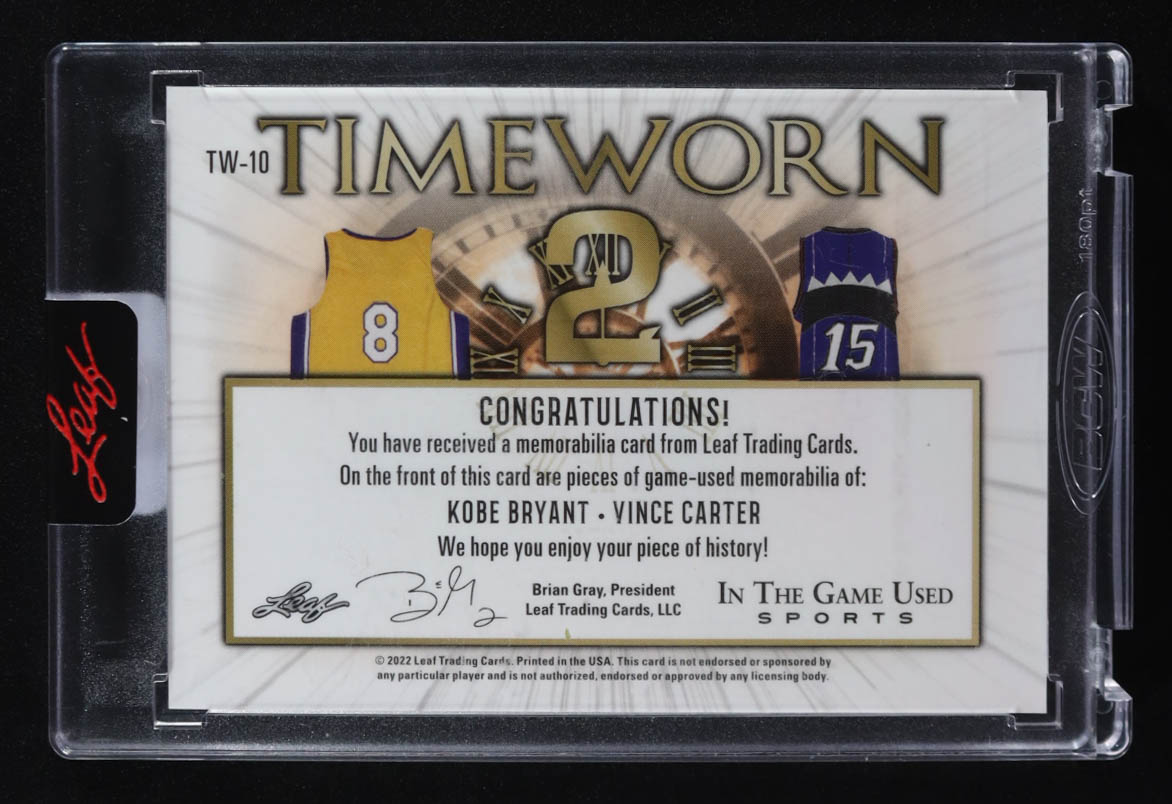 TIMEWORN
TW-10
2
8
15
CONGRATULATIONS!
You have received a memorabilia card from Leaf Trading Cards.
On the front of this card are pieces of game-used memorabilia of:
KOBE BRYANT • VINCE CARTER
We hope you enjoy your piece of history!
Leaf
Brian Gray, President
Leaf Trading Cards, LLC
IN THE GAME USED
SPORTS
© 2022 Leaf Trading Cards. Printed in the USA. This card is not endorsed or sponsored by
any particular player and is not authorized, endorsed or approved by any licensing body.
Leaf
180pt
BCW